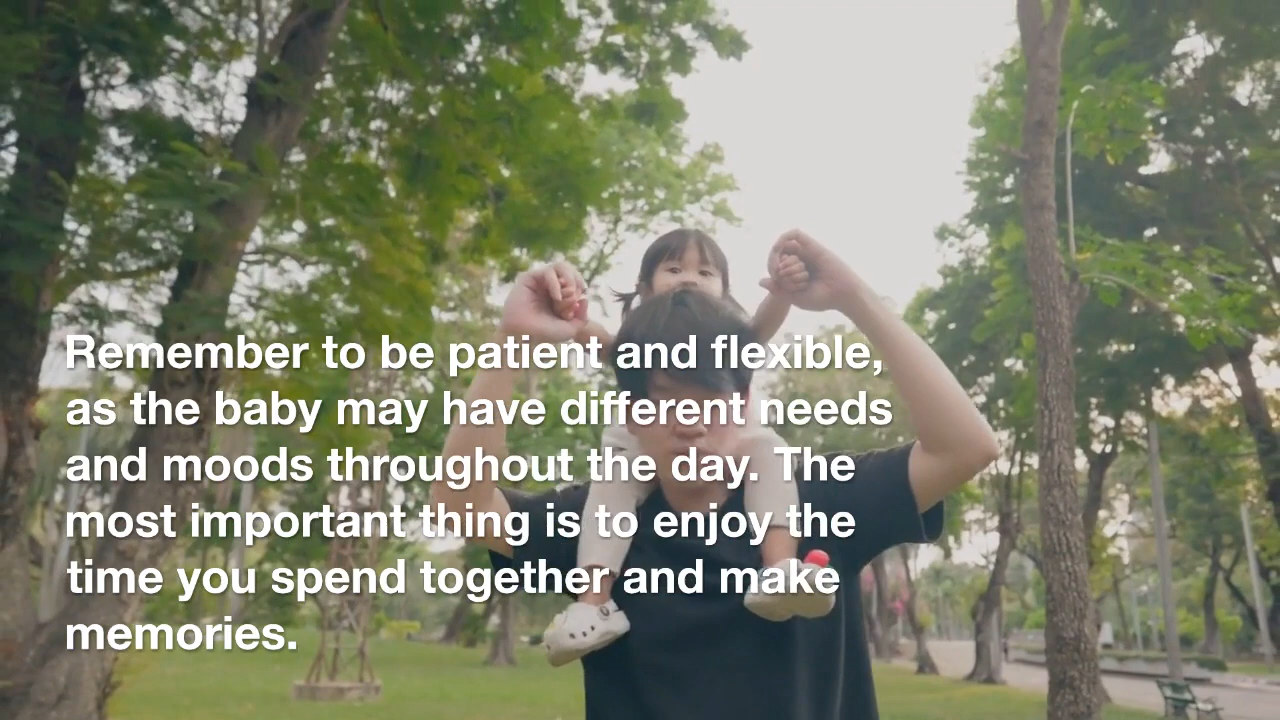 Remember to be patient and flexible,
as the baby may have different needs
and moods throughout the day. The
most important thing is to enjoy the
time you spend together and make
memories.